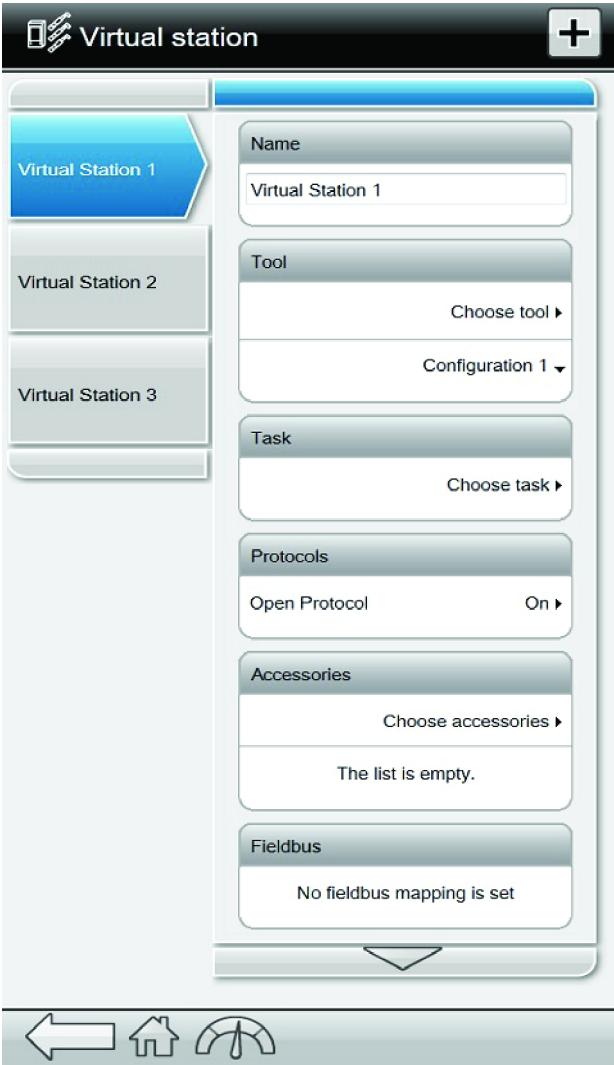 Virtual station
Virtual Station 1
Virtual Station 2
Virtual Station 3
Name
Virtual Station 1
Tool
Choose tool
Configuration 1
Task
Choose task
Protocols
Open Protocol On
Accessories
Choose accessories
The list is empty.
Fieldbus
No fieldbus mapping is set